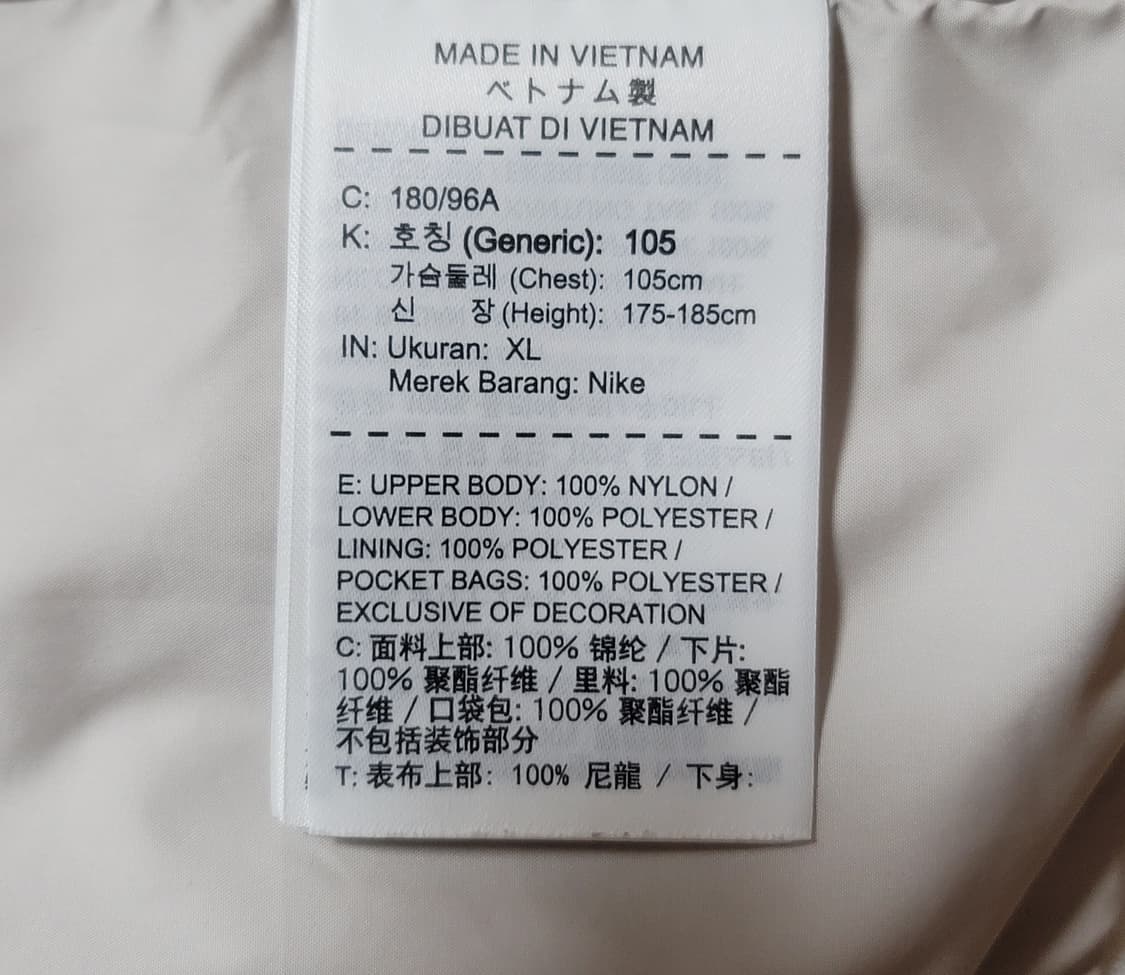 MADE IN VIETNAM
ベトナム製
DIBUAT DI VIETNAM
C: 180/96A
K: 호칭 (Generic): 105
가슴둘레 (Chest): 105cm
신 장 (Height): 175-185cm
IN: Ukuran: XL
Merek Barang: Nike
E: UPPER BODY: 100% NYLON /
LOWER BODY: 100% POLYESTER /
LINING: 100% POLYESTER /
POCKET BAGS: 100% POLYESTER /
EXCLUSIVE OF DECORATION
C: 面料上部: 100% 锦纶 / 下片:
100% 聚酯纤维 / 里料: 100% 聚酯
纤维 / 口袋包: 100% 聚酯纤维 /
不包括装饰部分
T: 表布上部: 100% 尼龍 / 下身: